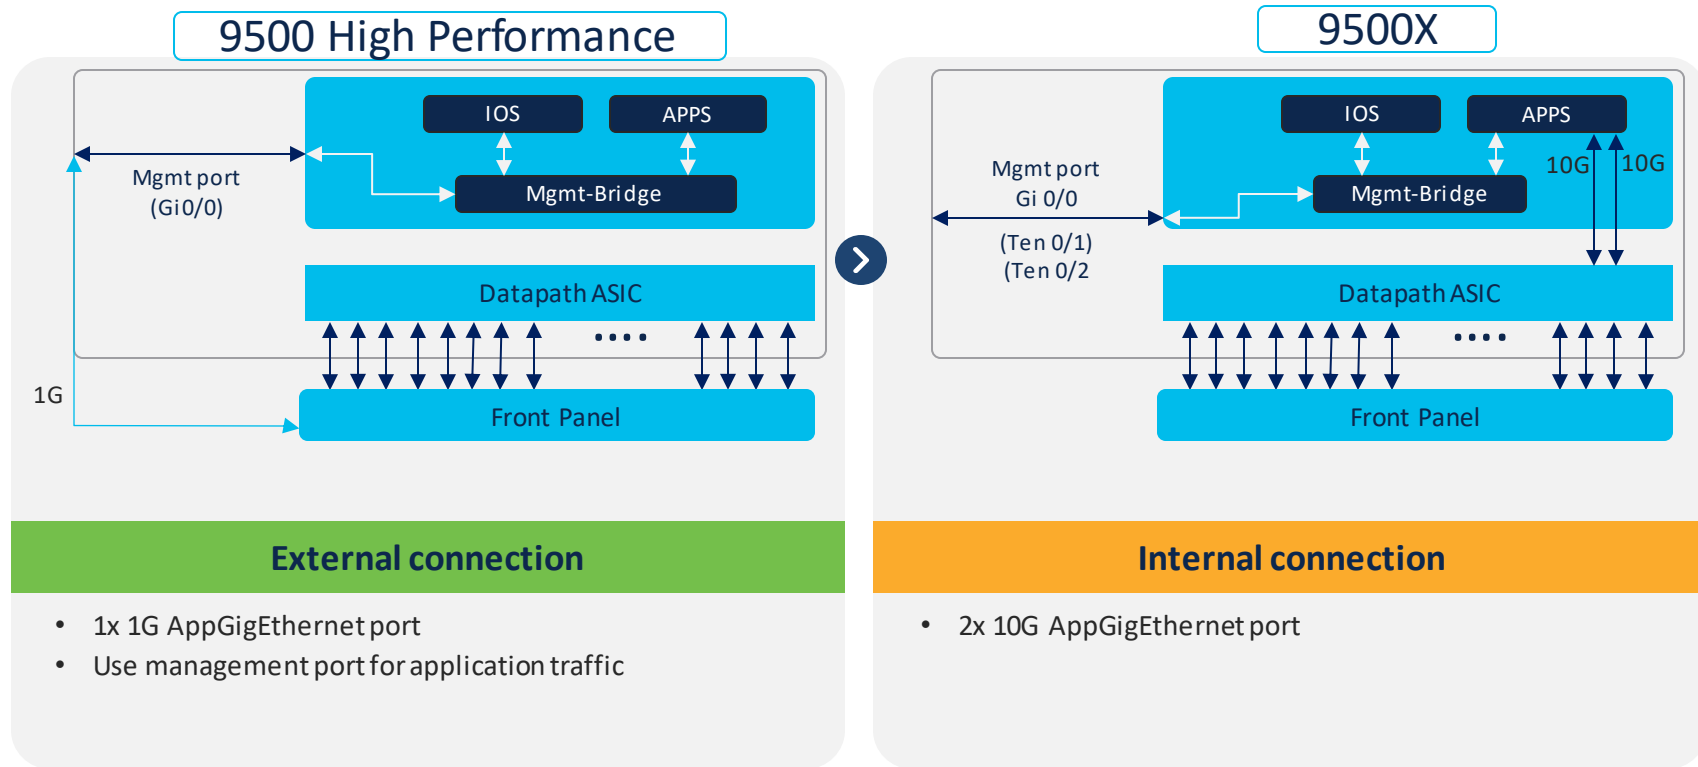 9500 High Performance
IOS
APPS
Mgmt port
(Gi0/0)
Mgmt-Bridge
Datapath ASIC
....
1G
Front Panel
External connection
• 1x 1G AppGigEthernet port
• Use management port for application traffic
9500X
IOS
APPS
10G
10G
Mgmt port
Gi 0/0
(Ten 0/1)
(Ten 0/2
Mgmt-Bridge
Datapath ASIC
....
Front Panel
Internal connection
• 2x 10G AppGigEthernet port